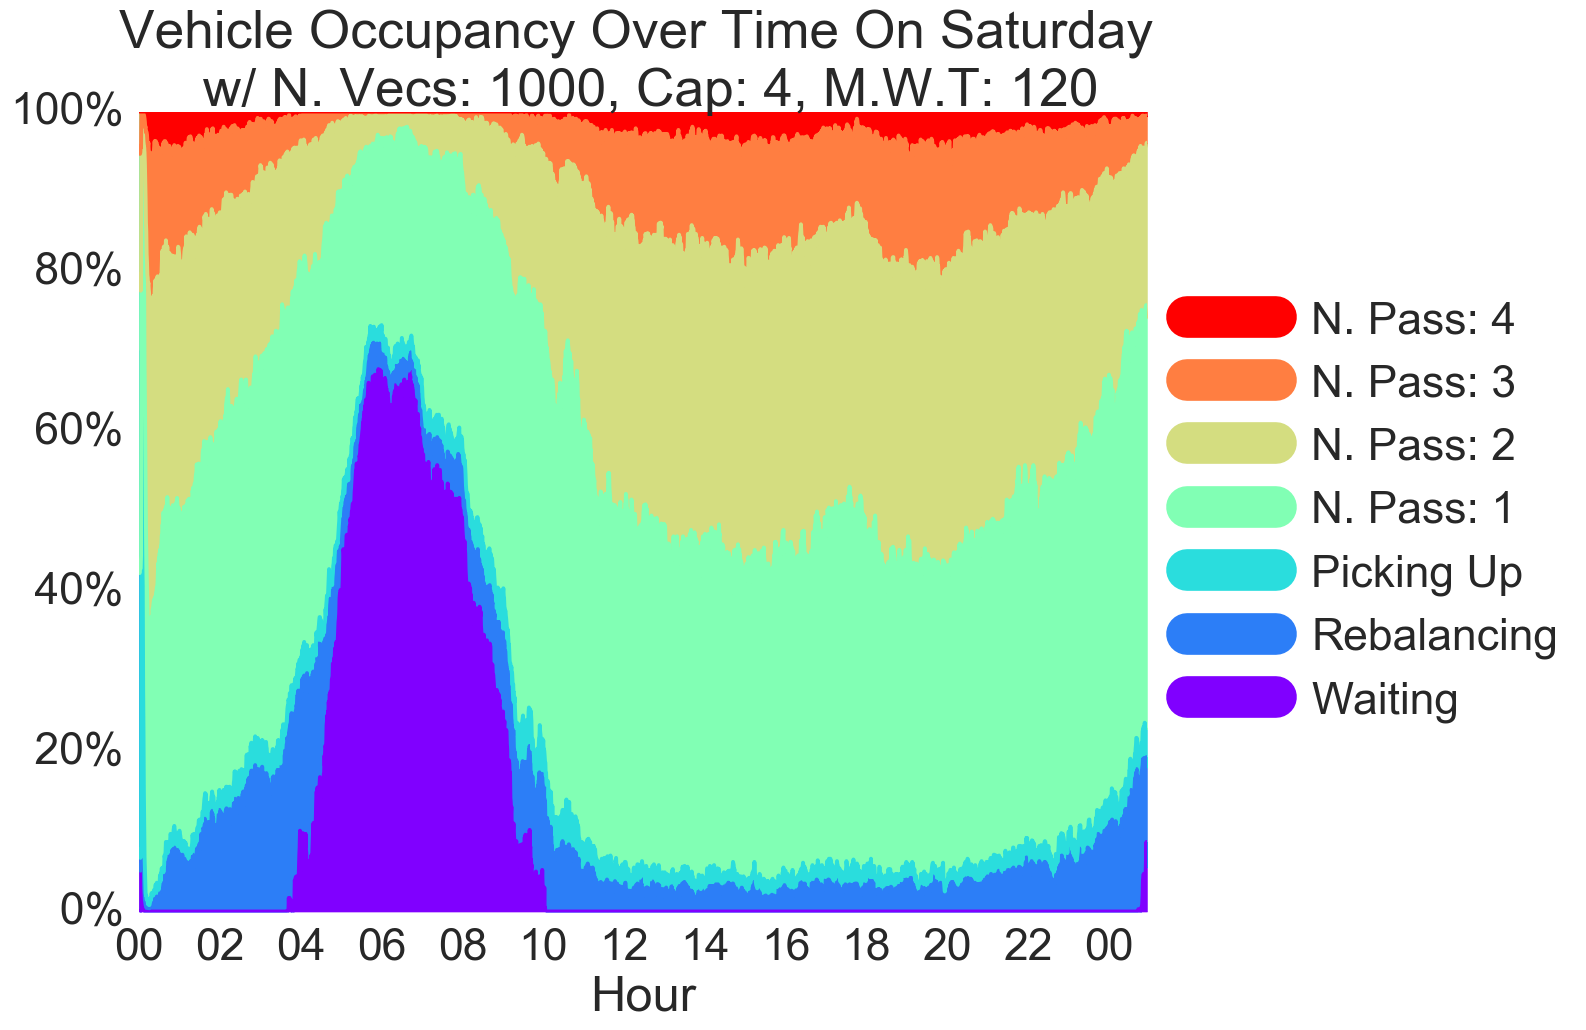 Vehicle Occupancy Over Time On Saturday
w/ N. Vecs: 1000, Cap: 4, M.W.T: 120
100%
80%
60%
40%
20%
0%
00 02 04 06 08 10 12 14 16 18 20 22 00
Hour
N. Pass: 4
N. Pass: 3
N. Pass: 2
N. Pass: 1
Picking Up
Rebalancing
Waiting